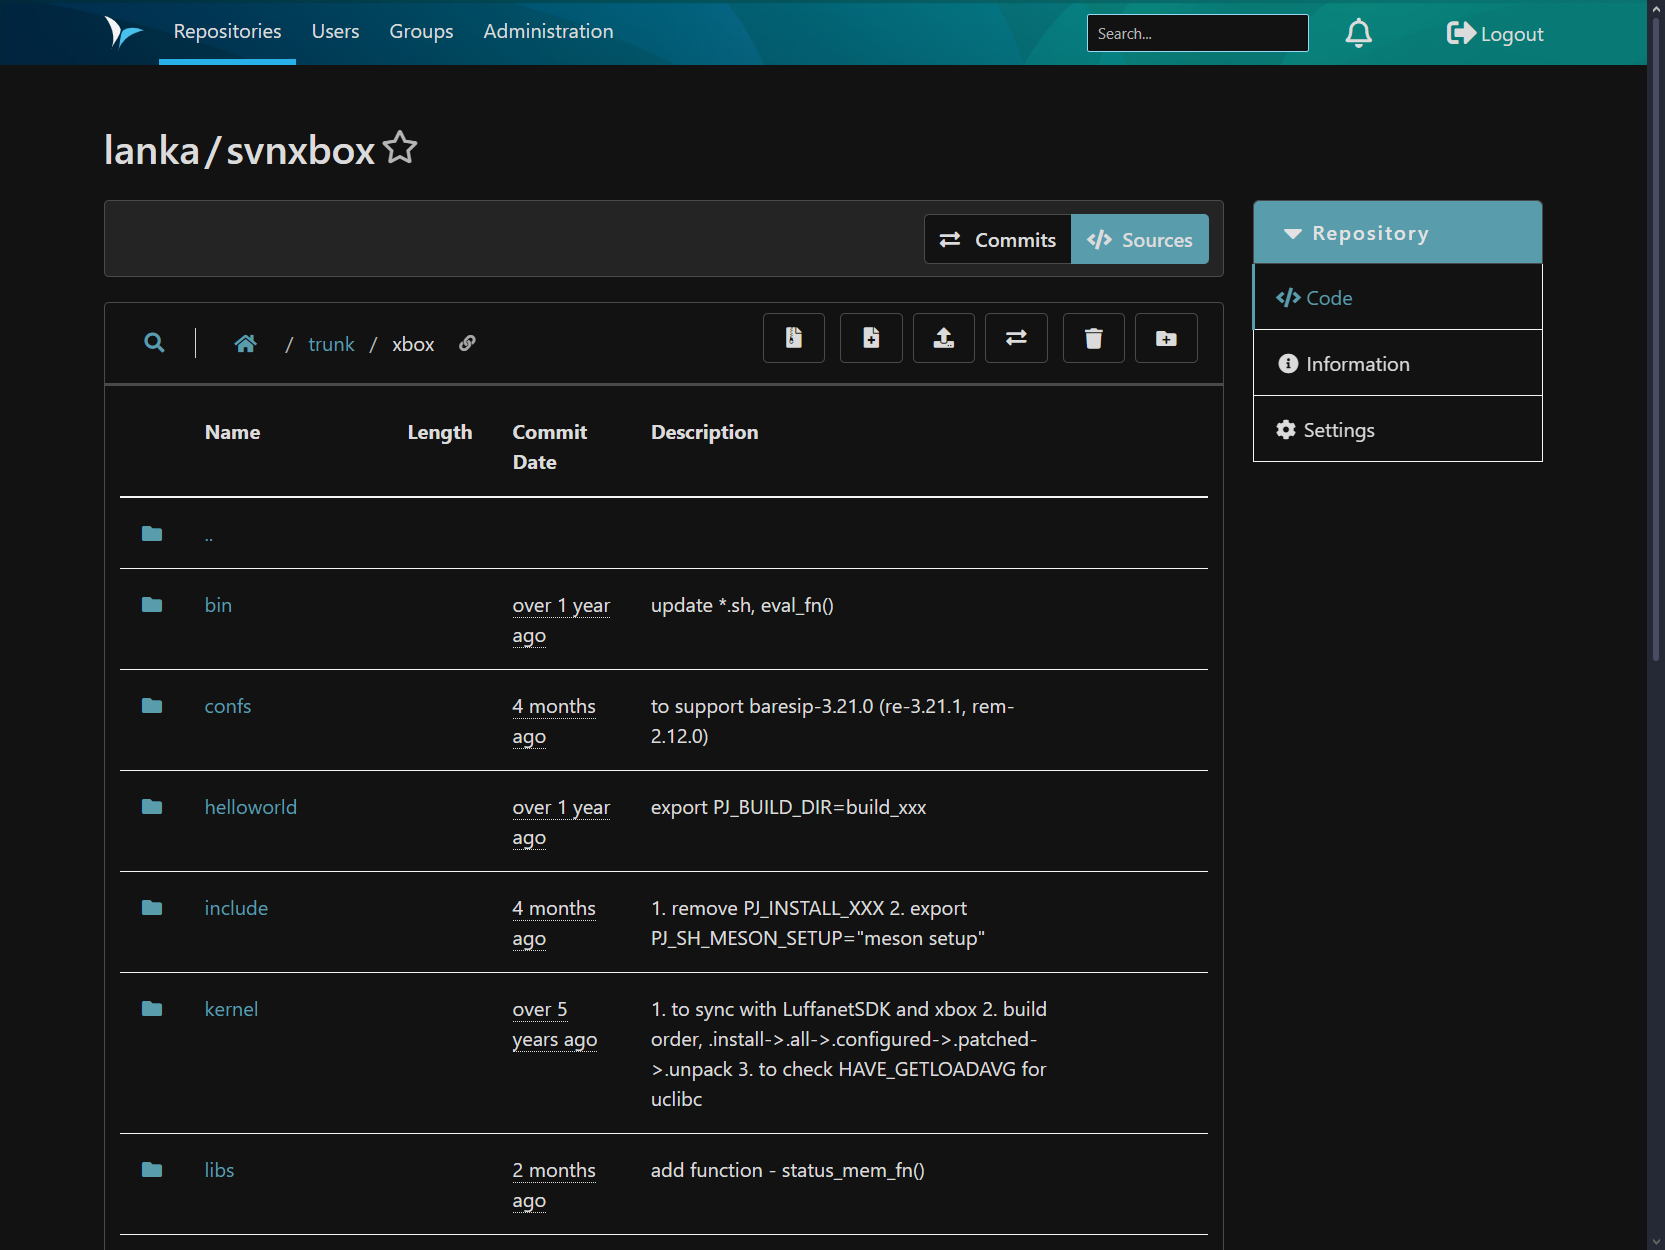 Repositories Users Groups Administration Search... Logout
lanka/svnxbox
Commits Sources
Repository
Code
Information
Settings
/ trunk / xbox
Name Length Commit Date Description
..
bin over 1 year ago update *.sh, eval_fn()
confs 4 months ago to support baresip-3.21.0 (re-3.21.1, rem-
2.12.0)
helloworld over 1 year ago export PJ_BUILD_DIR=build_xxx
include 4 months ago 1. remove PJ_INSTALL_XXX 2. export
PJ_SH_MESON_SETUP="meson setup"
kernel over 5 years ago 1. to sync with LuffanetSDK and xbox 2. build
order, .install->.all->.configured->.patched-
>.unpack 3. to check HAVE_GETLOADAVG for
uclibc
libs 2 months ago add function - status_mem_fn()